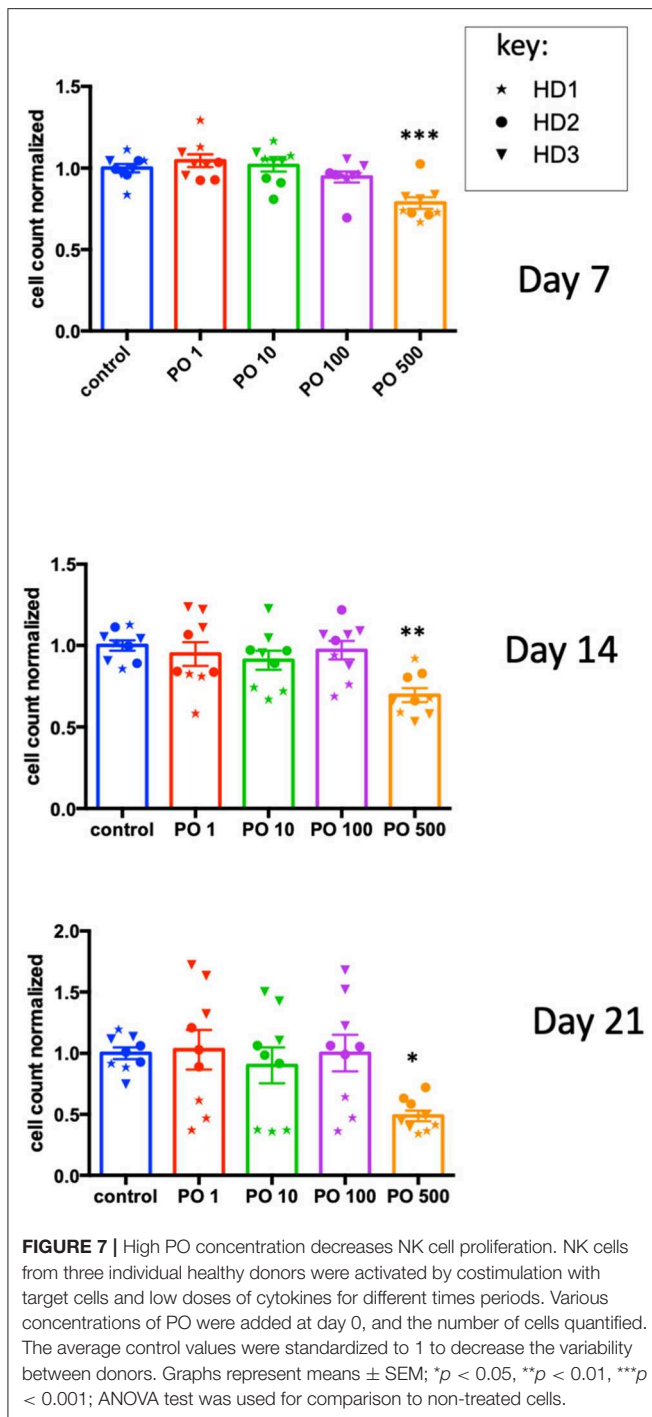 key:
★ HD1
● HD2
▼ HD3
cell count normalized
1.5
1.0
0.5
0.0
***
control
PO 1
PO 10
PO 100
PO 500
Day 7
cell count normalized
1.5
1.0
0.5
0.0
**
control PO 1 PO 10 PO 100 PO 500
Day 14
cell count normalized
2.0
1.5
1.0
0.5
0.0
*
control PO 1 PO 10 PO 100 PO 500
Day 21
FIGURE 7 | High PO concentration decreases NK cell proliferation. NK cells
from three individual healthy donors were activated by costimulation with
target cells and low doses of cytokines for different times periods. Various
concentrations of PO were added at day 0, and the number of cells quantified.
The average control values were standardized to 1 to decrease the variability
between donors. Graphs represent means ± SEM; *p < 0.05, **p < 0.01, ***p
< 0.001; ANOVA test was used for comparison to non-treated cells.